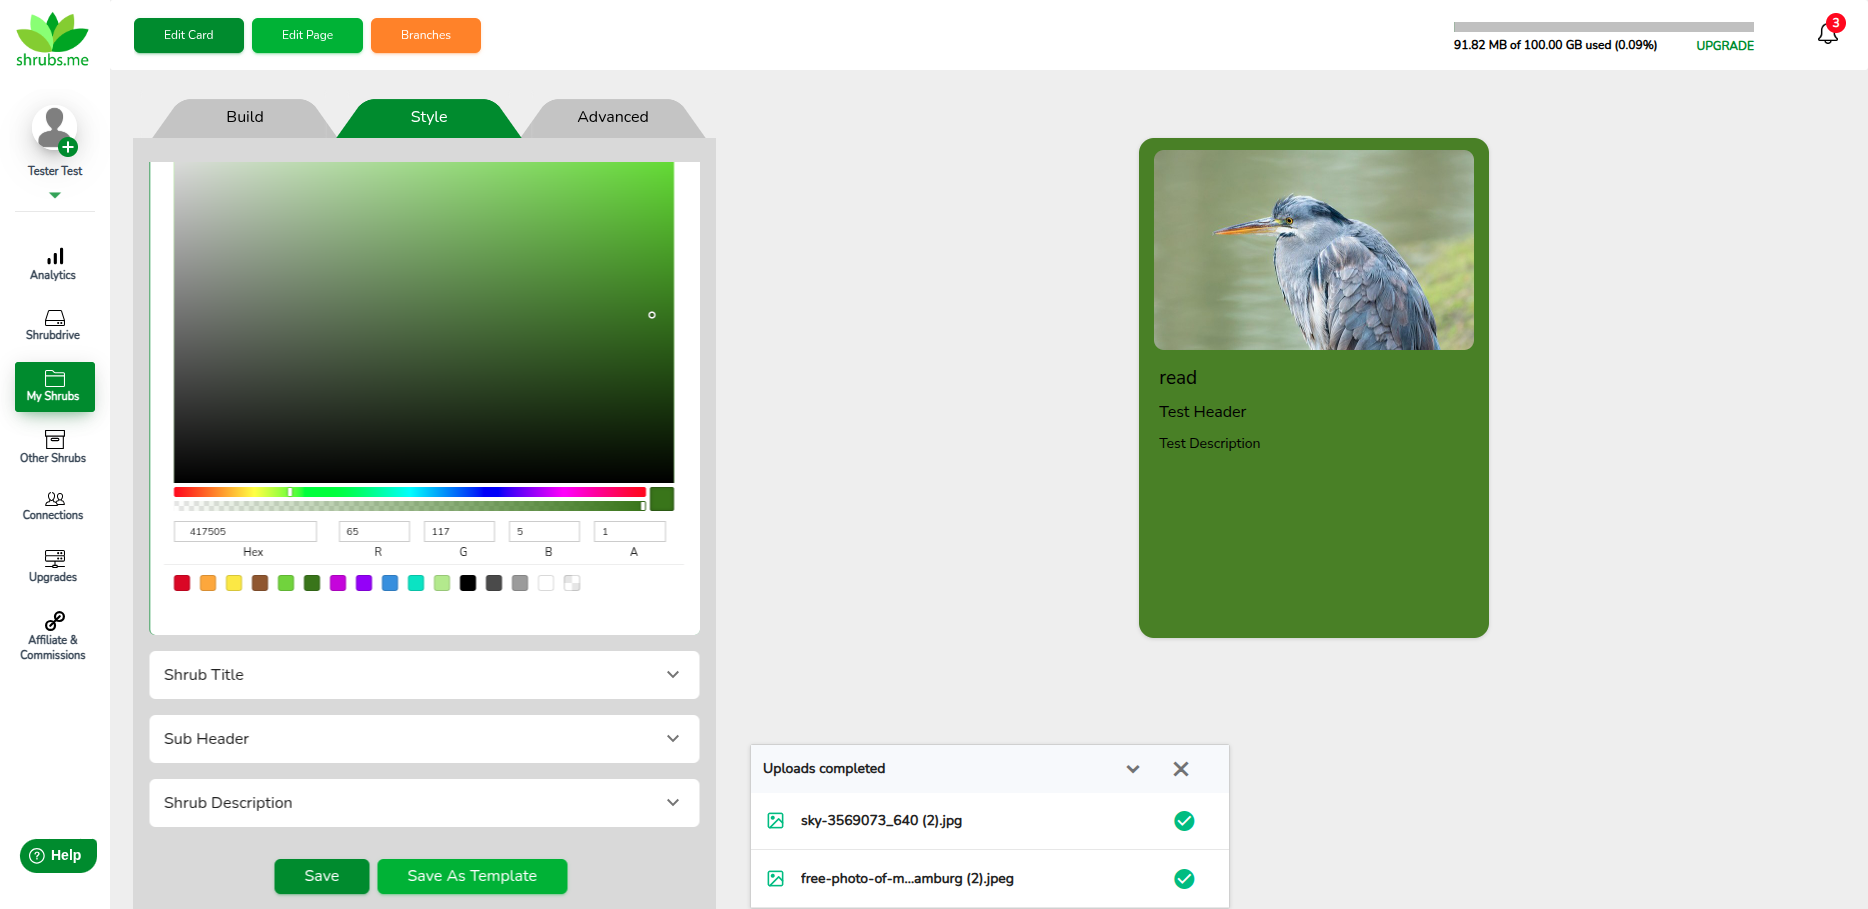 shrubs.me
Edit Card
Edit Page
Branches
91.82 MB of 100.00 GB used (0.09%)
UPGRADE
3
Tester Test
Analytics
Shrubdrive
My Shrubs
Other Shrubs
Connections
Upgrades
Affiliate &
Commissions
Help
Build
Style
Advanced
417505
65
117
5
1
Hex
R
G
B
A
Shrub Title
Sub Header
Shrub Description
Save
Save As Template
read
Test Header
Test Description
Uploads completed
sky-3569073_640 (2).jpg
free-photo-of-m...amburg (2).jpeg